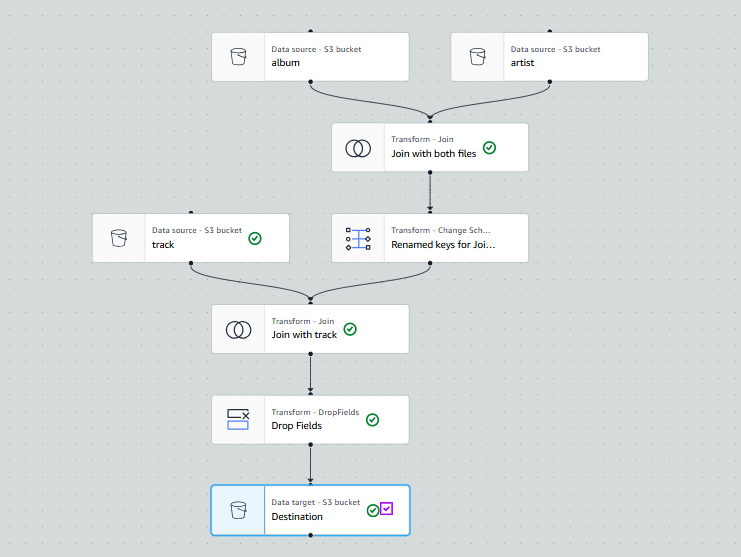 Data source - S3 bucket
album
Data source - S3 bucket
artist
Transform - Join
Join with both files
Data source - S3 bucket
track
Transform - Change Sch...
Renamed keys for Joi...
Transform - Join
Join with track
Transform - DropFields
Drop Fields
Data target - S3 bucket
Destination